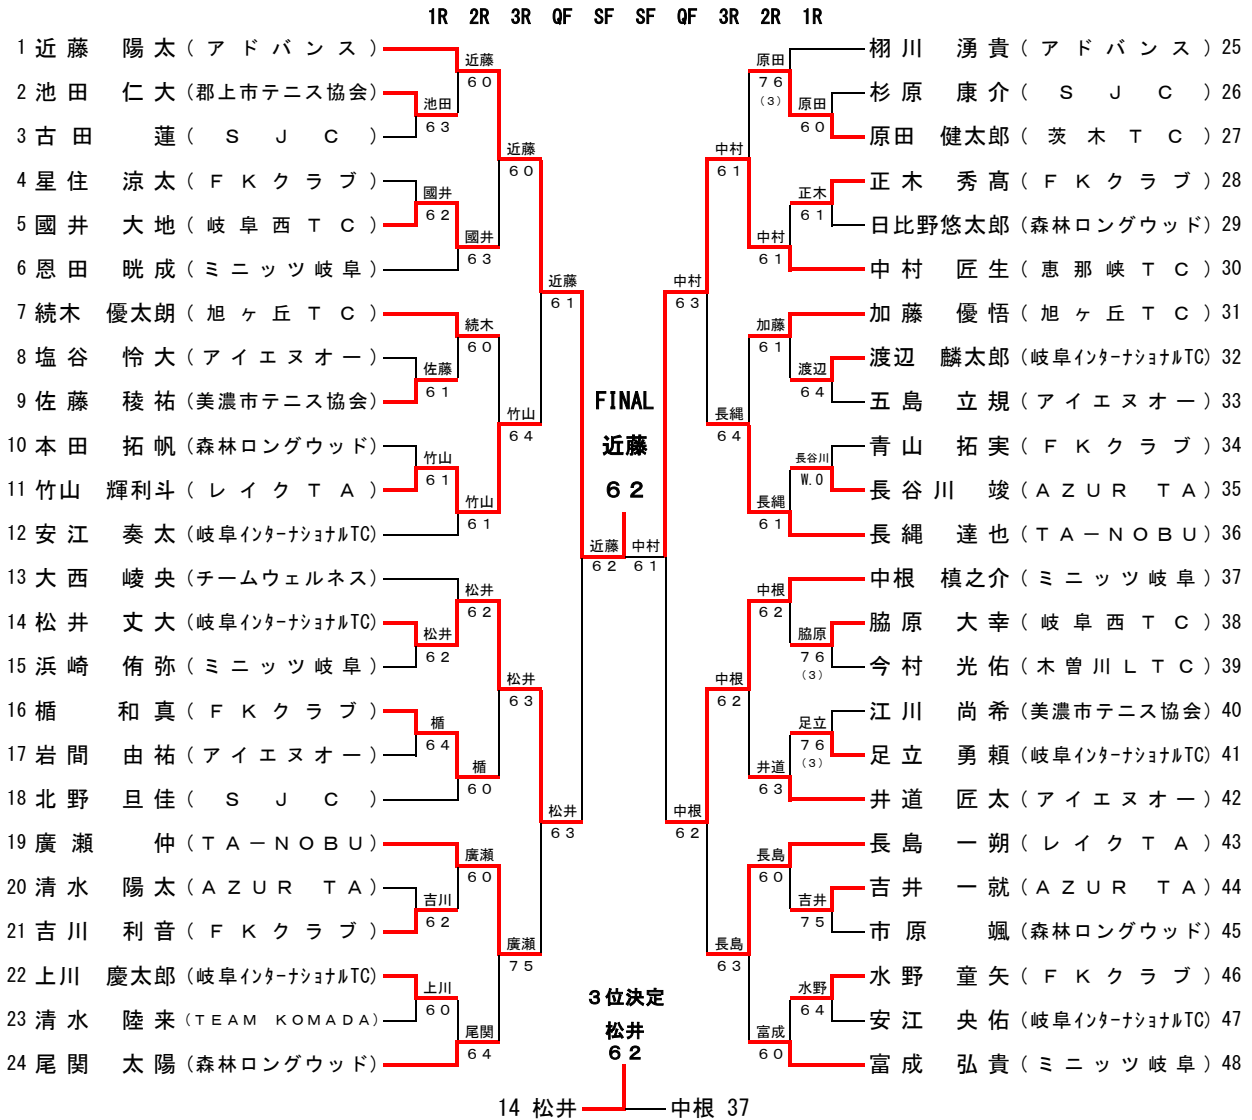 1R 2R 3R QF SF SF QF 3R 2R 1R
1 近藤 陽太 (アドバンス)
2 池田 仁大 (郡上市テニス協会)
3 古田 蓮 (ＳＪＣ)
4 星住 涼太 (ＦＫクラブ)
5 國井 大地 (岐阜西ＴＣ)
6 恩田 晄成 (ミニッツ岐阜)
7 続木 優太朗 (旭ヶ丘ＴＣ)
8 塩谷 怜大 (アイエヌオー)
9 佐藤 稜祐 (美濃市テニス協会)
10 本田 拓帆 (森林ロングウッド)
11 竹山 輝利斗 (レイクＴＡ)
12 安江 奏太 (岐阜ｲﾝﾀｰﾅｼｮﾅﾙTC)
13 大西 崚央 (チームウェルネス)
14 松井 丈大 (岐阜ｲﾝﾀｰﾅｼｮﾅﾙTC)
15 浜崎 侑弥 (ミニッツ岐阜)
16 楯 和真 (ＦＫクラブ)
17 岩間 由祐 (アイエヌオー)
18 北野 旦佳 (ＳＪＣ)
19 廣瀬 仲 (ＴＡ－ＮＯＢＵ)
20 清水 陽太 (ＡＺＵＲ ＴＡ)
21 吉川 利音 (ＦＫクラブ)
22 上川 慶太郎 (岐阜ｲﾝﾀｰﾅｼｮﾅﾙTC)
23 清水 陸来 (TEAM KOMADA)
24 尾関 太陽 (森林ロングウッド)
池田
６３
國井
６２
佐藤
６１
竹山
６１
松井
６２
楯
６４
吉川
６２
上川
６０
近藤
６０
國井
６３
続木
６０
竹山
６１
松井
６２
楯
６０
廣瀬
６０
尾関
６４
近藤
６０
竹山
６４
松井
６３
廣瀬
７５
近藤
６１
松井
６３
近藤
６２
FINAL
近藤
６２
中村
６１
３位決定
松井
６２
14 松井
中根 37
中村
６３
中根
６２
中村
６１
長縄
６４
中根
６２
長島
６３
原田
７６
(３)
中村
６１
加藤
６１
長縄
６１
中根
６２
井道
６３
長島
６０
富成
６０
原田
６０
正木
６１
渡辺
６４
長谷川
W.O
脇原
７６
(３)
足立
７６
(３)
吉井
７５
水野
６４
栩川 湧貴 (アドバンス) 25
杉原 康介 (ＳＪＣ) 26
原田 健太郎 (茨木ＴＣ) 27
正木 秀髙 (ＦＫクラブ) 28
日比野悠太郎 (森林ロングウッド) 29
中村 匠生 (恵那峡ＴＣ) 30
加藤 優悟 (旭ヶ丘ＴＣ) 31
渡辺 麟太郎 (岐阜ｲﾝﾀｰﾅｼｮﾅﾙTC) 32
五島 立規 (アイエヌオー) 33
青山 拓実 (ＦＫクラブ) 34
長谷川 竣 (ＡＺＵＲ ＴＡ) 35
長縄 達也 (ＴＡ－ＮＯＢＵ) 36
中根 槙之介 (ミニッツ岐阜) 37
脇原 大幸 (岐阜西ＴＣ) 38
今村 光佑 (木曽川ＬＴＣ) 39
江川 尚希 (美濃市テニス協会) 40
足立 勇頼 (岐阜ｲﾝﾀｰﾅｼｮﾅﾙTC) 41
井道 匠太 (アイエヌオー) 42
長島 一朔 (レイクＴＡ) 43
吉井 一就 (ＡＺＵＲ ＴＡ) 44
市原 颯 (森林ロングウッド) 45
水野 童矢 (ＦＫクラブ) 46
安江 央佑 (岐阜ｲﾝﾀｰﾅｼｮﾅﾙTC) 47
富成 弘貴 (ミニッツ岐阜) 48